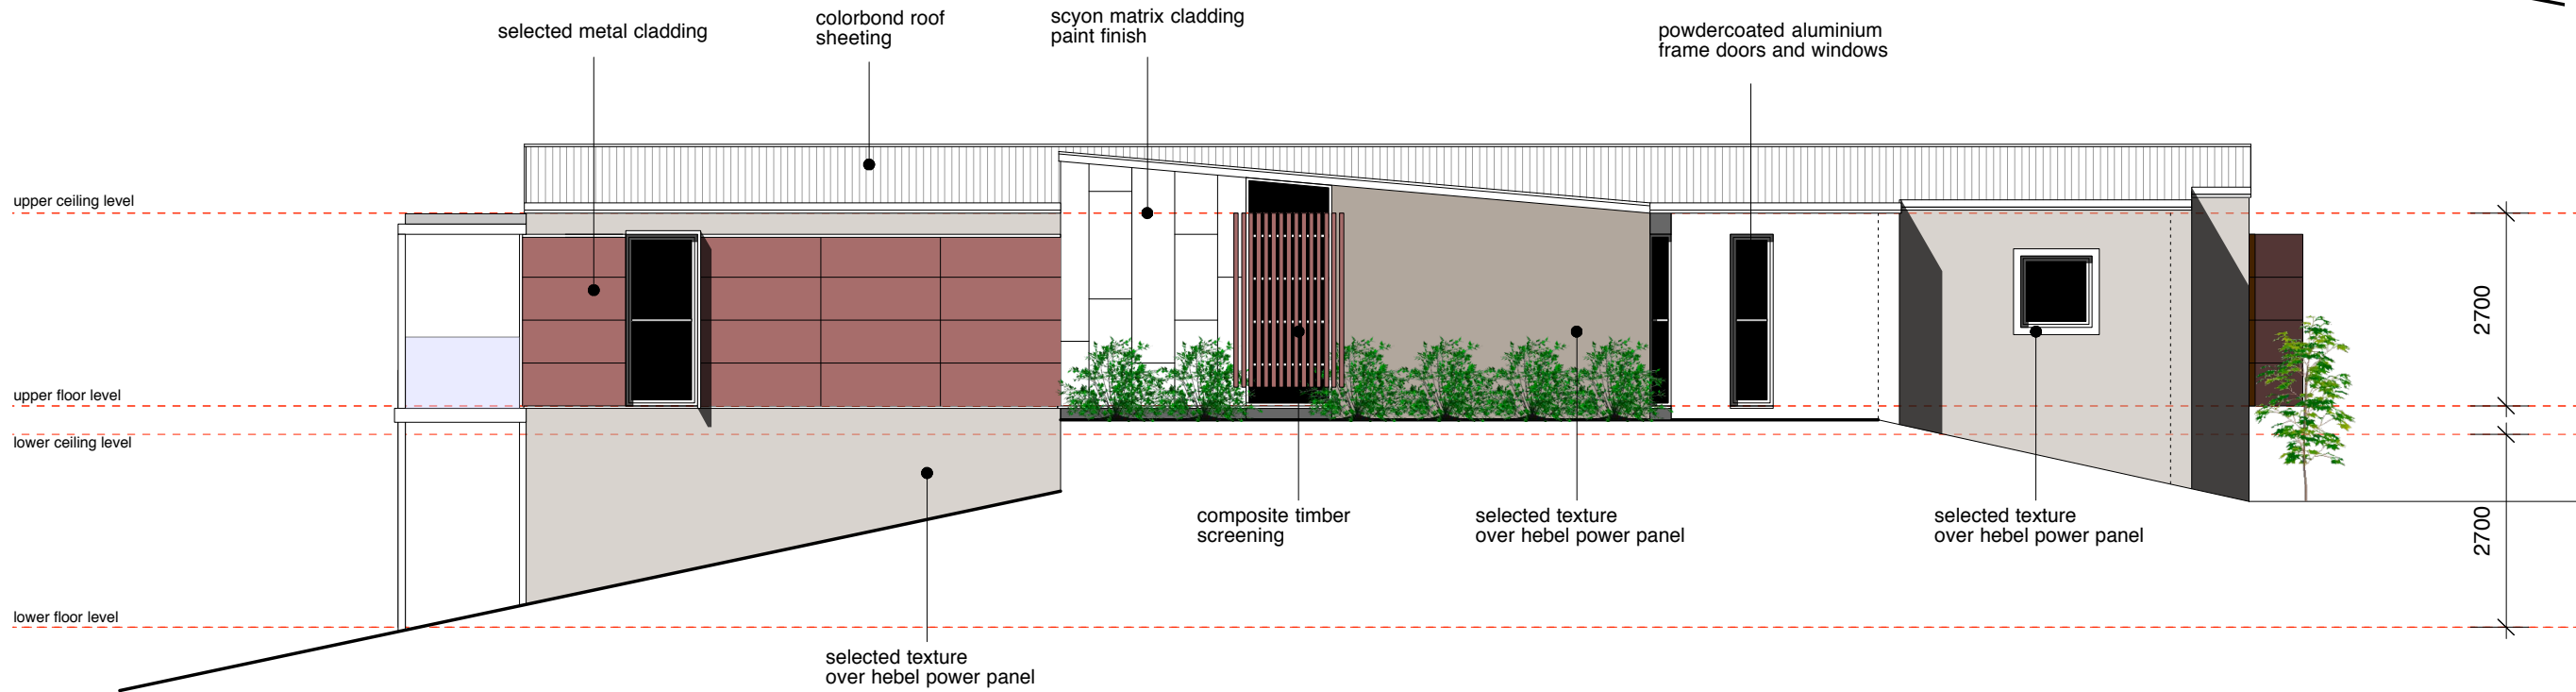 selected metal cladding
colorbond roof
sheeting
scyon matrix cladding
paint finish
powdercoated aluminium
frame doors and windows
upper ceiling level
upper floor level
lower ceiling level
lower floor level
2700
2700
composite timber
screening
selected texture
over hebel power panel
selected texture
over hebel power panel
selected texture
over hebel power panel